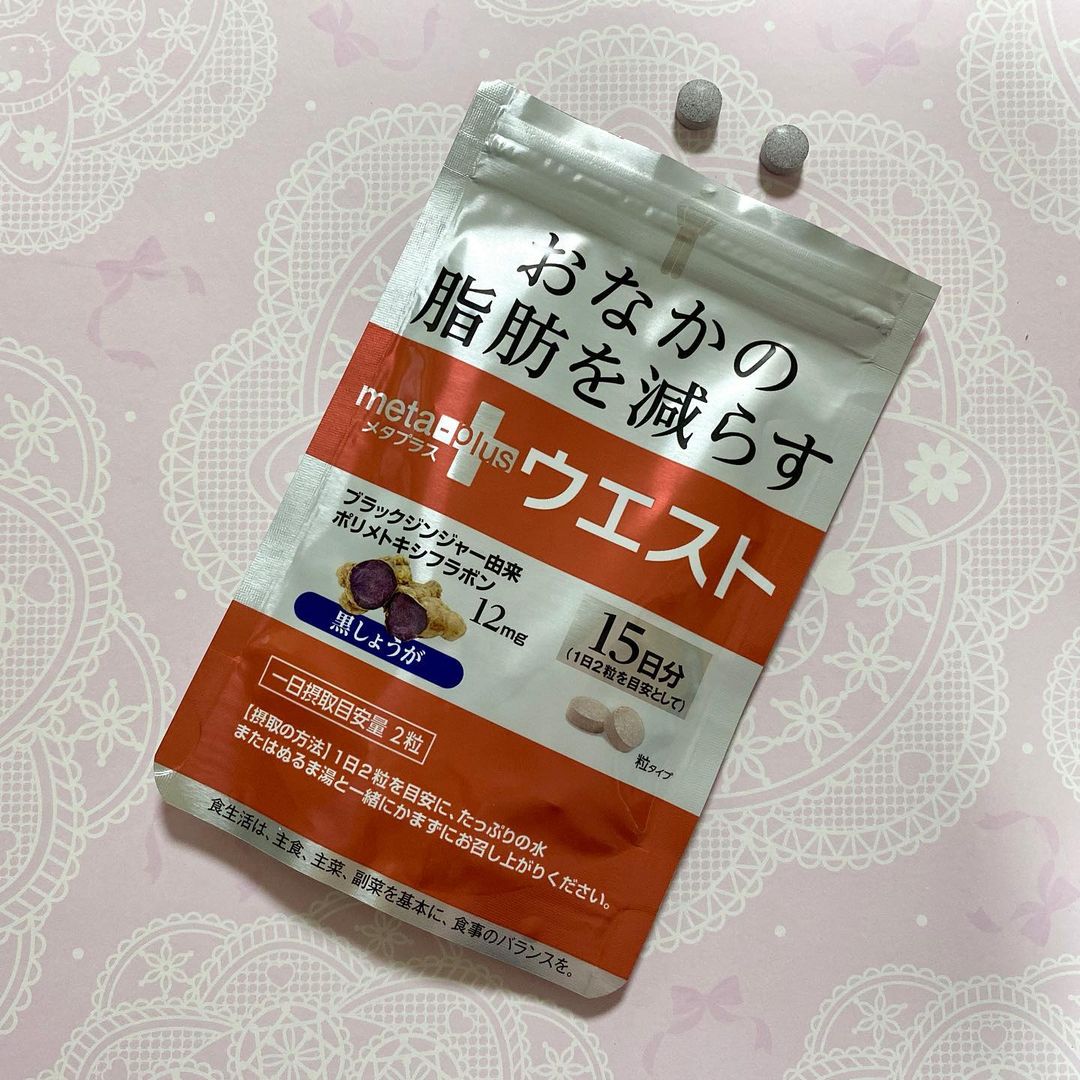 おなかの
脂肪を減らす
meta-plus
メタプラス
ウエスト
ブラックジンジャー由来
ポリメトキシフラボン
12mg
黒しょうが
15日分
(1日2粒を目安として)
粒タイプ
一日摂取目安量 2粒
【摂取の方法】1日2粒を目安に、たっぷりの水
またはぬるま湯と一緒にかまずにお召し上がりください。
食生活は、主食、主菜、副菜を基本に、食事のバランスを。